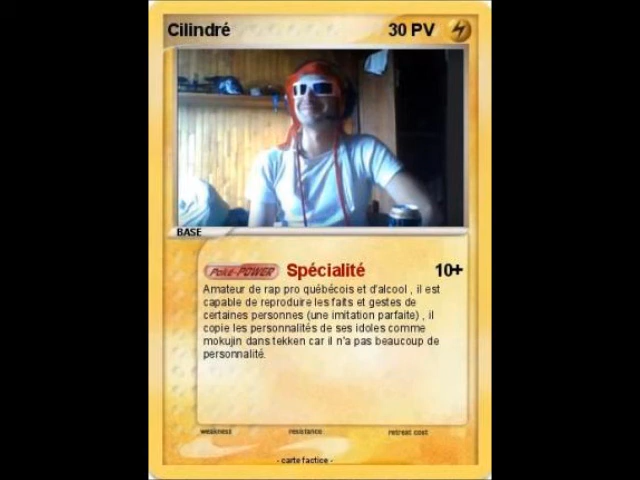 Cilindré 30 PV
BASE
Poké-POWER Spécialité 10+
Amateur de rap pro québécois et d'alcool , il est
capable de reproduire les faits et gestes de
certaines personnes (une imitation parfaite) , il
copie les personnalités de ses idoles comme
mokujin dans tekken car il n'a pas beaucoup de
personnalité.
weakness resistance retreat cost
- carte factice -